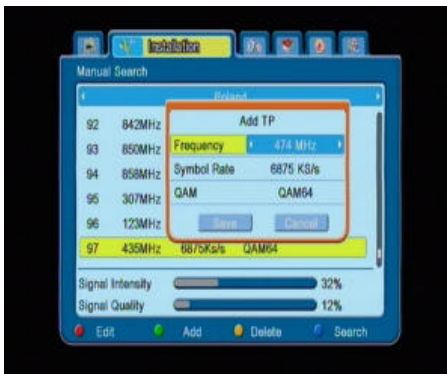 Installation
Manual Search
Poland
92 842MHz
93 850MHz
94 858MHz
95 307MHz
96 123MHz
97 435MHz 6875Ks/s QAM64
Add TP
Frequency 474 MHz
Symbol Rate 6875 KS/s
QAM QAM64
Save Cancel
Signal Intensity 32%
Signal Quality 12%
Edit Add Delete Search